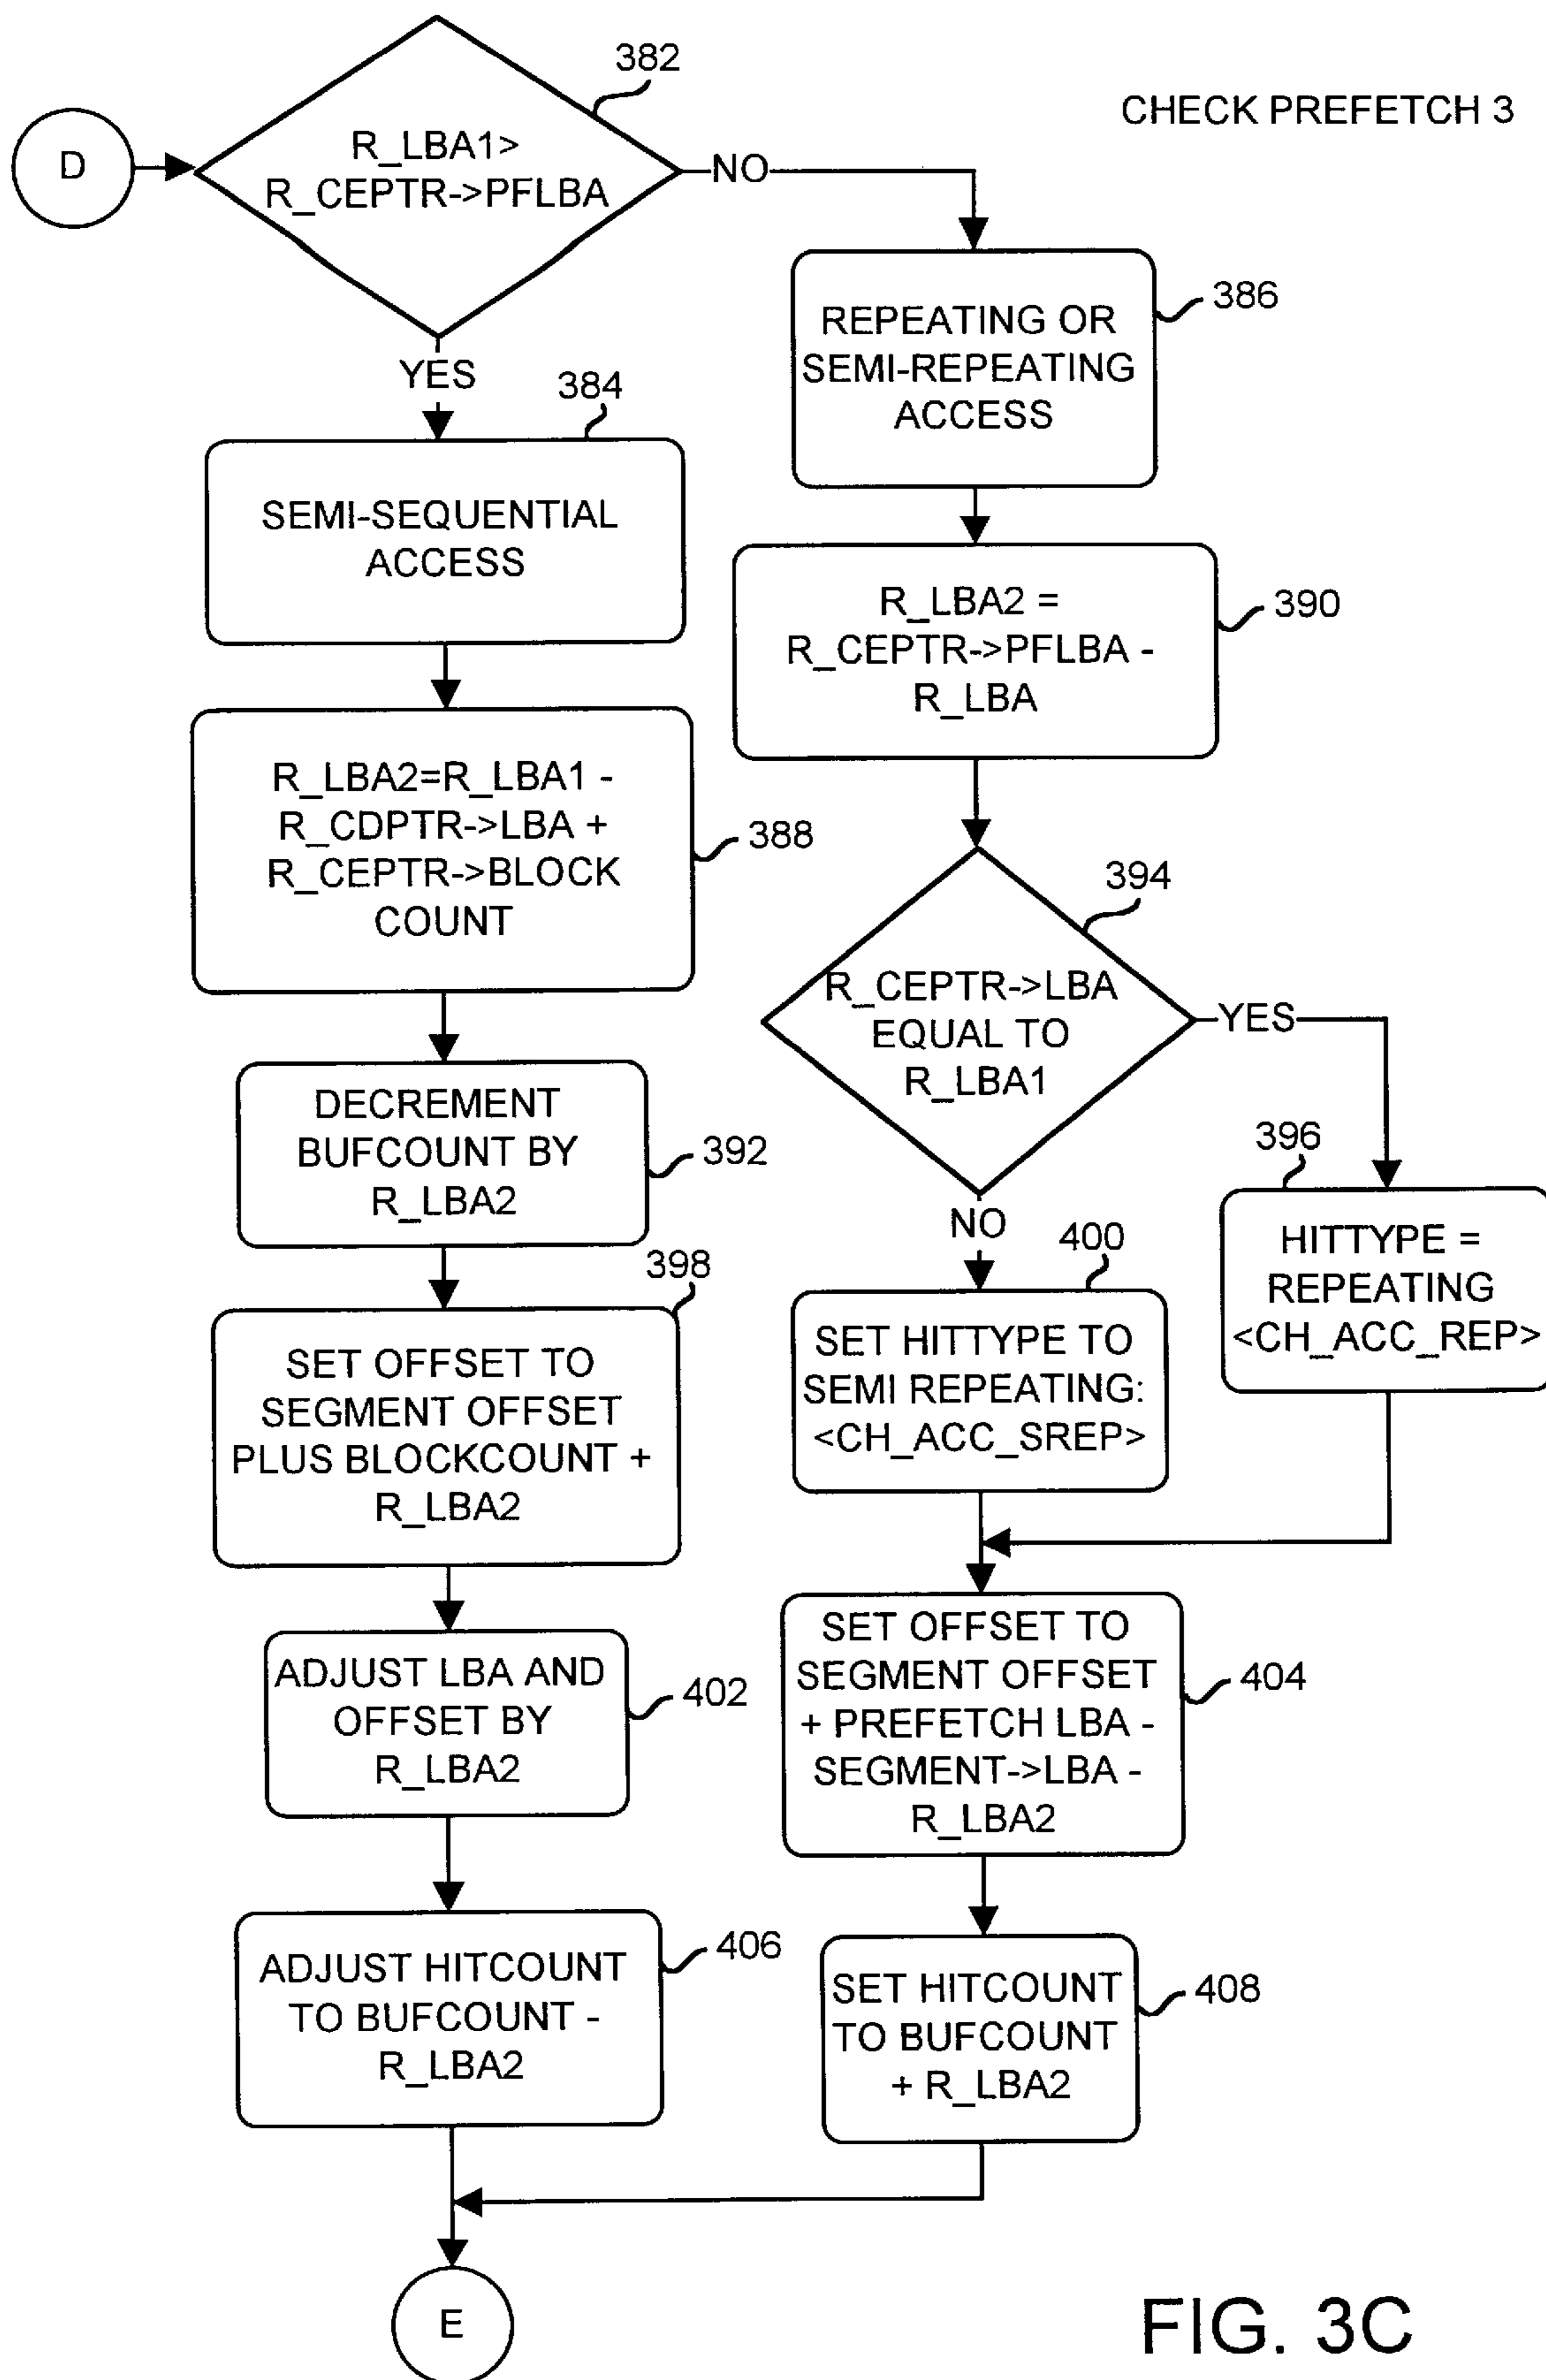 382
CHECK PREFETCH 3
D
R_LBA1>
R_CEPTR->PFLBA
NO
YES
384
SEMI-SEQUENTIAL
ACCESS
386
REPEATING OR
SEMI-REPEATING
ACCESS
R_LBA2=R_LBA1 -
R_CDPTR->LBA +
R_CEPTR->BLOCK
COUNT
388
R_LBA2 =
R_CEPTR->PFLBA -
R_LBA
390
DECREMENT
BUFCOUNT BY
R_LBA2
392
394
R_CEPTR->LBA
EQUAL TO
R_LBA1
YES
NO
396
HITTYPE =
REPEATING
<CH_ACC_REP>
398
SET OFFSET TO
SEGMENT OFFSET
PLUS BLOCKCOUNT +
R_LBA2
400
SET HITTYPE TO
SEMI REPEATING:
<CH_ACC_SREP>
ADJUST LBA AND
OFFSET BY
R_LBA2
402
SET OFFSET TO
SEGMENT OFFSET
+ PREFETCH LBA -
SEGMENT->LBA -
R_LBA2
404
ADJUST HITCOUNT
TO BUFCOUNT -
R_LBA2
406
SET HITCOUNT
TO BUFCOUNT
+ R_LBA2
408
E
FIG. 3C